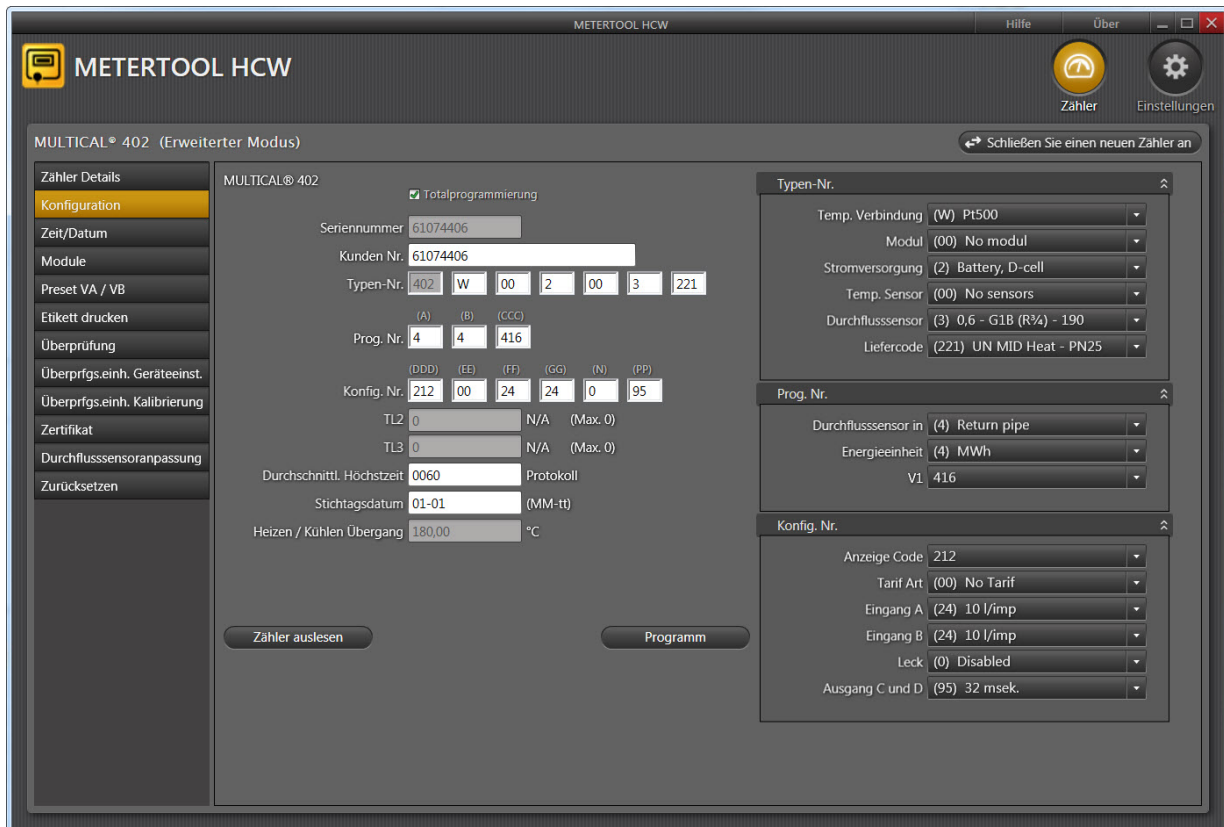 METERTOOL HCW
Hilfe
Über
METERTOOL HCW
Zähler
Einstellungen
MULTICAL® 402 (Erweiterter Modus)
Schließen Sie einen neuen Zähler an
Zähler Details
Konfiguration
Zeit/Datum
Module
Preset VA / VB
Etikett drucken
Überprüfung
Überprfgs.einh. Geräteeinst.
Überprfgs.einh. Kalibrierung
Zertifikat
Durchflusssensoranpassung
Zurücksetzen
MULTICAL® 402
Totalprogrammierung
Seriennummer 61074406
Kunden Nr. 61074406
Typen-Nr. 402 W 00 2 00 3 221
(A) (B) (CCC)
Prog. Nr. 4 4 416
(DDD) (EE) (FF) (GG) (N) (PP)
Konfig. Nr. 212 00 24 24 0 95
TL2 0 N/A (Max. 0)
TL3 0 N/A (Max. 0)
Durchschnittl. Höchstzeit 0060 Protokoll
Stichtagsdatum 01-01 (MM-tt)
Heizen / Kühlen Übergang 180,00 °C
Zähler auslesen
Programm
Typen-Nr.
Temp. Verbindung (W) Pt500
Modul (00) No modul
Stromversorgung (2) Battery, D-cell
Temp. Sensor (00) No sensors
Durchflusssensor (3) 0,6 - G1B (R¾) - 190
Liefercode (221) UN MID Heat - PN25
Prog. Nr.
Durchflusssensor in (4) Return pipe
Energieeinheit (4) MWh
V1 416
Konfig. Nr.
Anzeige Code 212
Tarif Art (00) No Tarif
Eingang A (24) 10 l/imp
Eingang B (24) 10 l/imp
Leck (0) Disabled
Ausgang C und D (95) 32 msek.